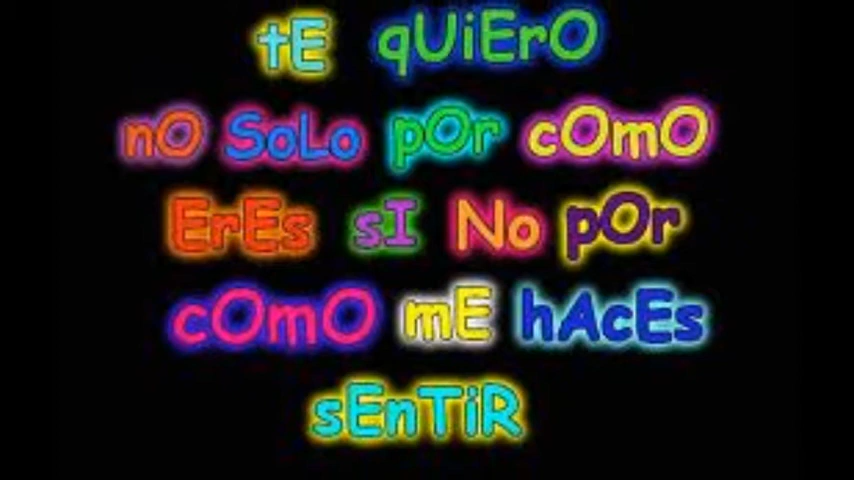 tE qUiErO
nO SoLo pOr cOmO
ErEs sI No pOr
cOmO mE hAcEs
sEnTiR